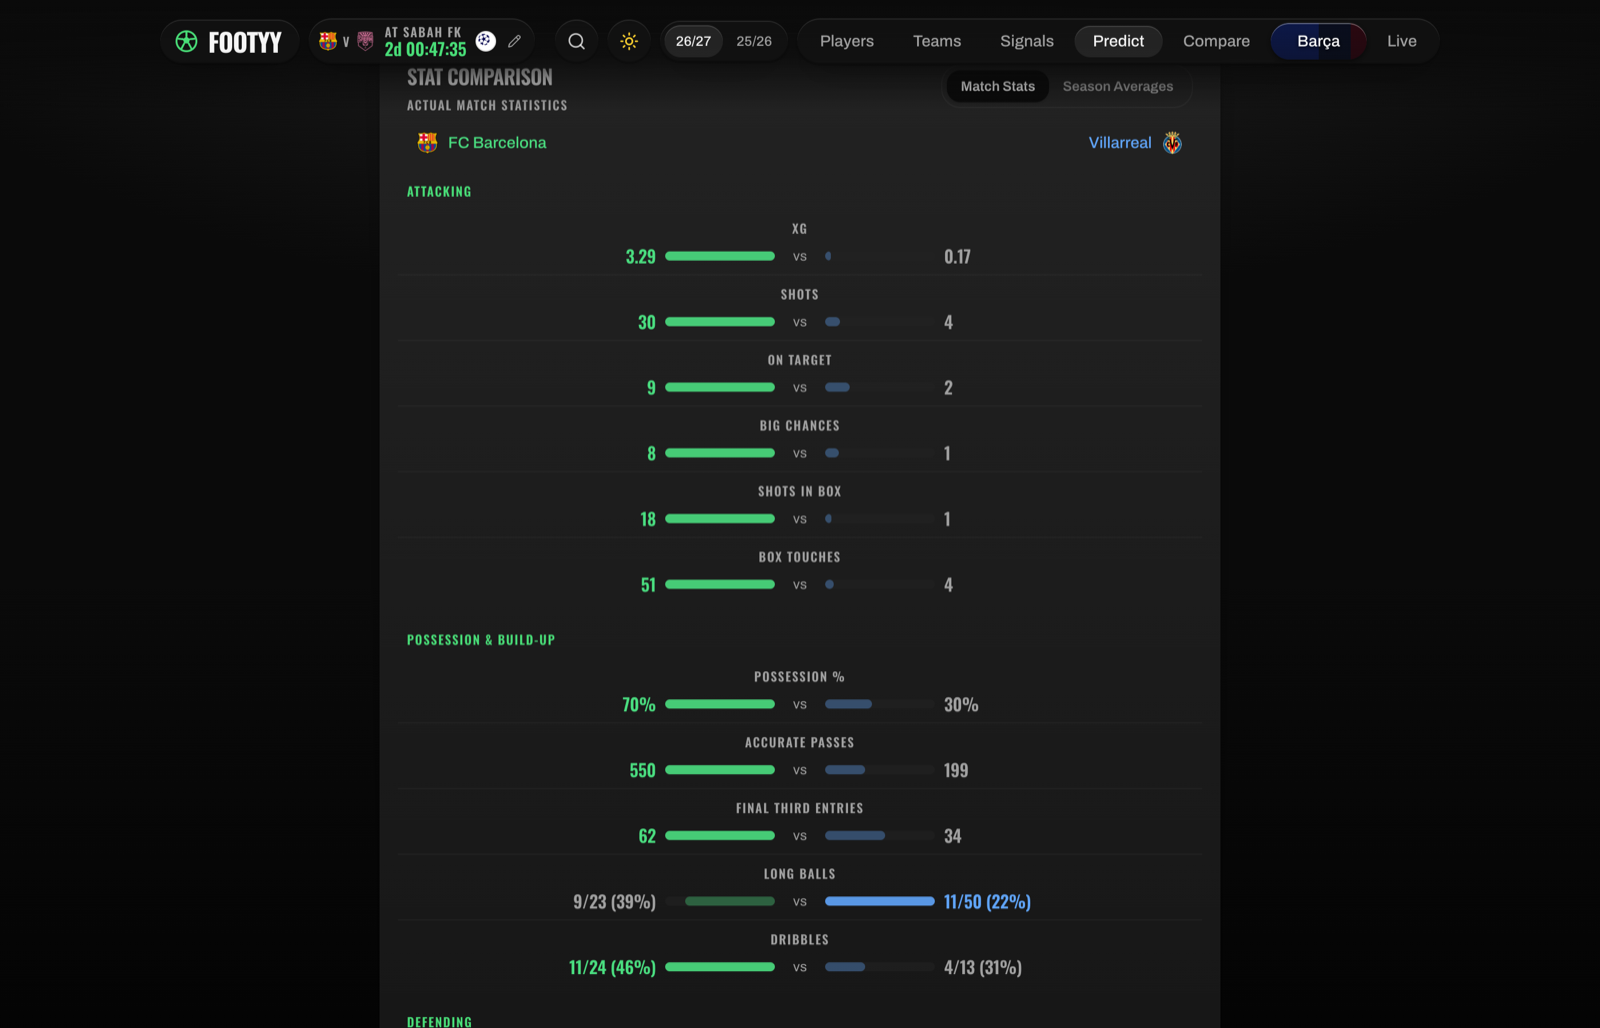 FOOTYY
V
AT SABAH FK
2d 00:47:35
26/27
25/26
Players
Teams
Signals
Predict
Compare
Barça
Live
STAT COMPARISON
ACTUAL MATCH STATISTICS
Match Stats
Season Averages
FC Barcelona
Villarreal
ATTACKING
XG
3.29 VS 0.17
SHOTS
30 VS 4
ON TARGET
9 VS 2
BIG CHANCES
8 VS 1
SHOTS IN BOX
18 VS 1
BOX TOUCHES
51 VS 4
POSSESSION & BUILD-UP
POSSESSION %
70% VS 30%
ACCURATE PASSES
550 VS 199
FINAL THIRD ENTRIES
62 VS 34
LONG BALLS
9/23 (39%) VS 11/50 (22%)
DRIBBLES
11/24 (46%) VS 4/13 (31%)
DEFENDING